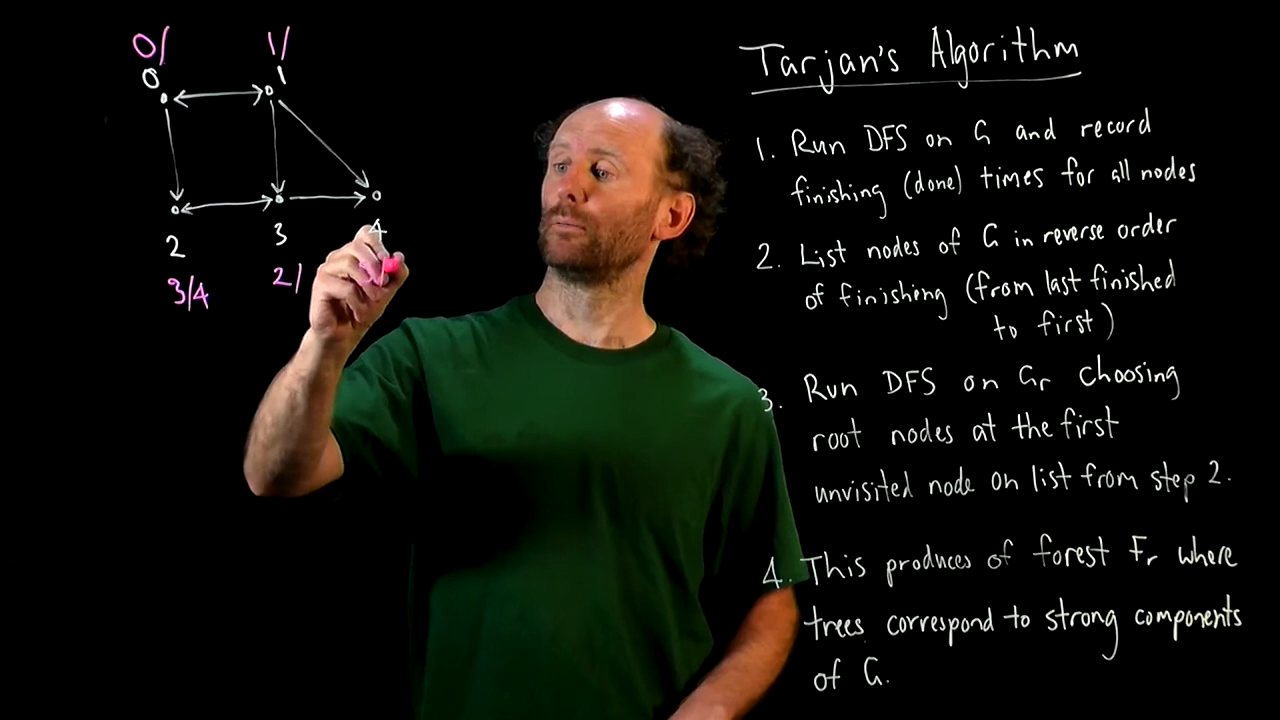 0/ 1/
0 1
2 3 4
3/4 2/ 5/
Tarjan's Algorithm
1. Run DFS on G and record
finishing (done) times for all nodes
2. List nodes of G in reverse order
of finishing (from last finished
to first)
3. Run DFS on Gr choosing
root nodes at the first
unvisited node on list from step 2.
4. This produces of forest Fr where
trees correspond to strong components
of G.